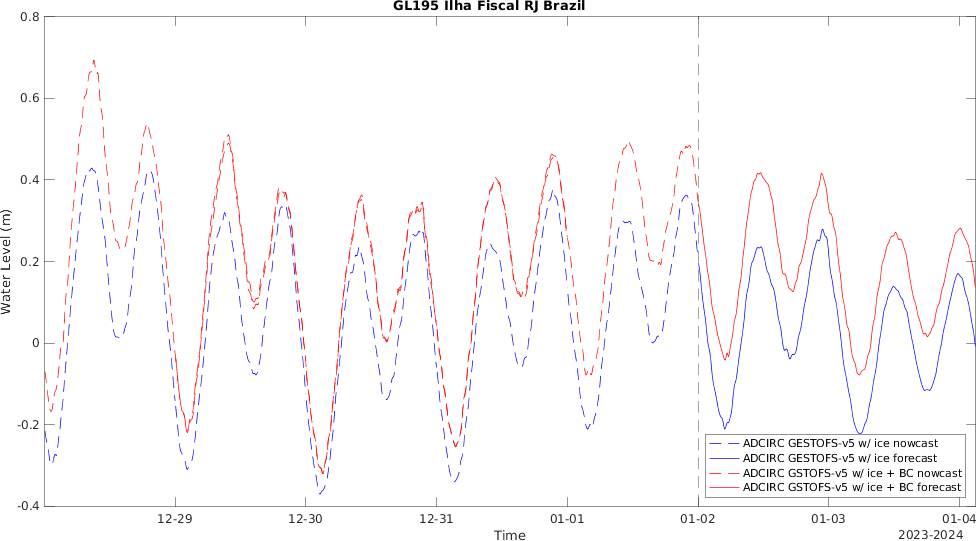 GL195 Ilha Fiscal RJ Brazil
0.8
0.6
0.4
0.2
0
-0.2
-0.4
Water Level (m)
ADCIRC GESTOFS-v5 w/ ice nowcast
ADCIRC GESTOFS-v5 w/ ice forecast
ADCIRC GSTOFS-v5 w/ ice + BC nowcast
ADCIRC GSTOFS-v5 w/ ice + BC forecast
12-29 12-30 12-31 01-01 01-02 01-03 01-04
Time
2023-2024